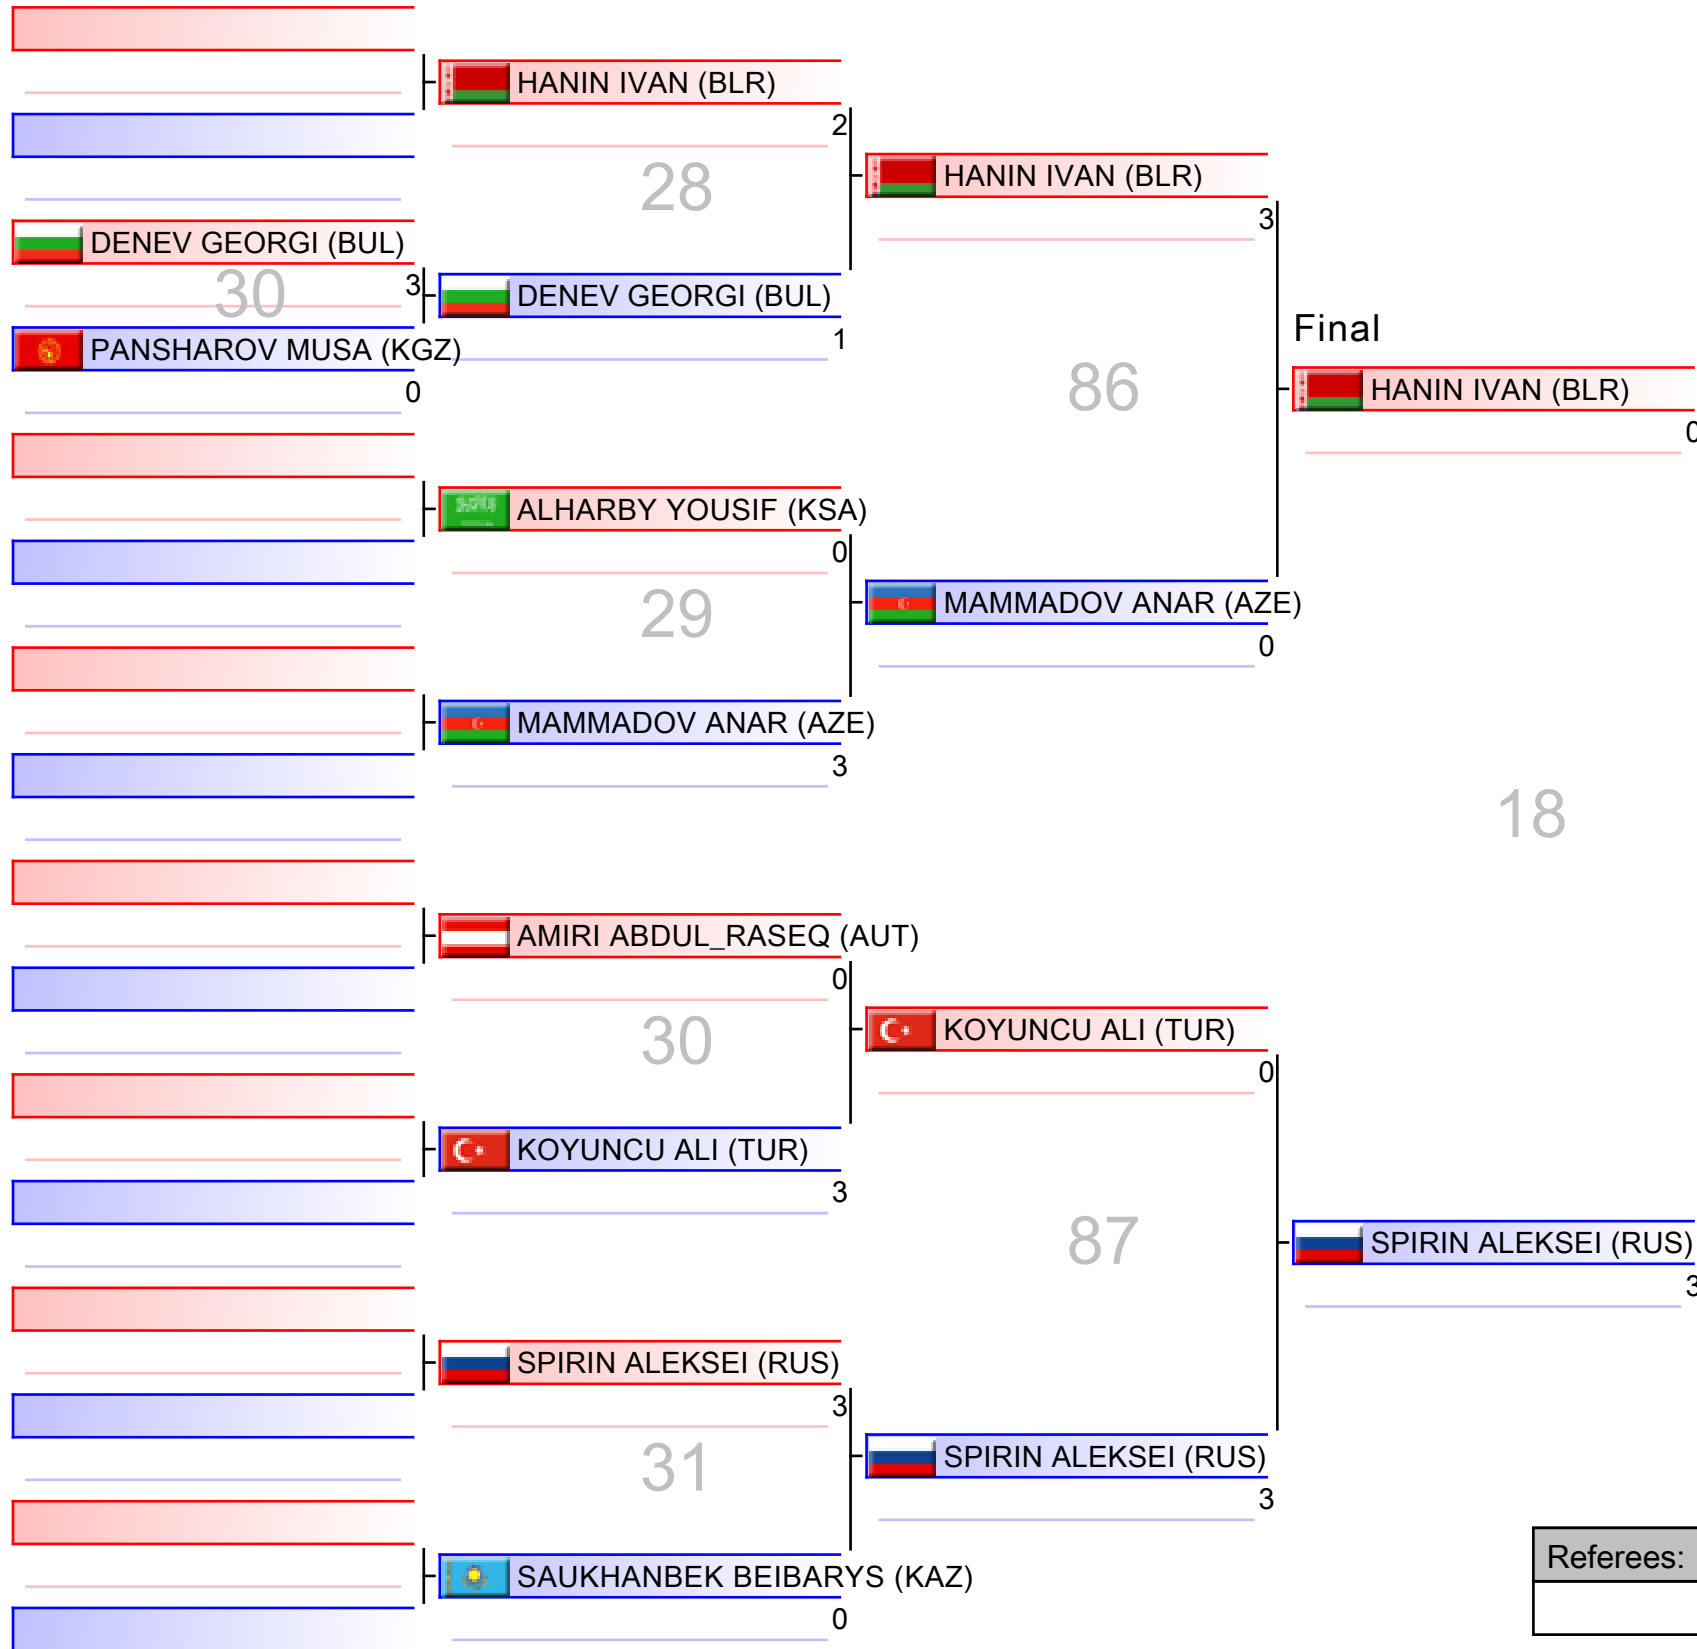 HANIN IVAN (BLR)
2
28
HANIN IVAN (BLR)
3
DENEV GEORGI (BUL)
3
30
DENEV GEORGI (BUL)
1
PANSHAROV MUSA (KGZ)
0
86
Final
HANIN IVAN (BLR)
0
ALHARBY YOUSIF (KSA)
0
29
MAMMADOV ANAR (AZE)
0
MAMMADOV ANAR (AZE)
3
18
AMIRI ABDUL_RASEQ (AUT)
0
30
KOYUNCU ALI (TUR)
0
KOYUNCU ALI (TUR)
3
87
SPIRIN ALEKSEI (RUS)
3
SPIRIN ALEKSEI (RUS)
3
31
SPIRIN ALEKSEI (RUS)
3
SAUKHANBEK BEIBARYS (KAZ)
0
Referees: